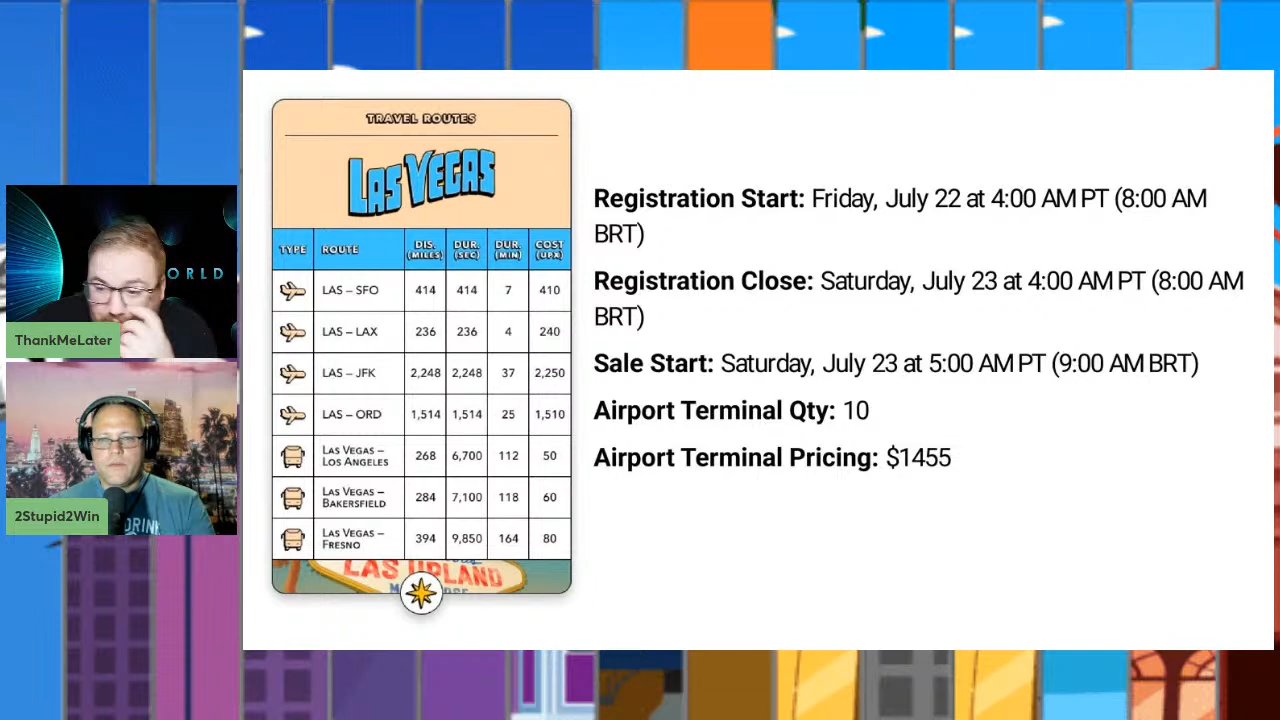 TRAVEL ROUTES
LAS VEGAS
TYPE ROUTE DIS. (MILES) DUR. (SEC) DUR. (MIN) COST (UPX)
LAS – SFO 414 414 7 410
LAS – LAX 236 236 4 240
LAS – JFK 2,248 2,248 37 2,250
LAS – ORD 1,514 1,514 25 1,510
LAS VEGAS – LOS ANGELES 268 6,700 112 50
LAS VEGAS – BAKERSFIELD 284 7,100 118 60
LAS VEGAS – FRESNO 394 9,850 164 80
LAS UPLAND
Registration Start: Friday, July 22 at 4:00 AM PT (8:00 AM
BRT)
Registration Close: Saturday, July 23 at 4:00 AM PT (8:00 AM
BRT)
Sale Start: Saturday, July 23 at 5:00 AM PT (9:00 AM BRT)
Airport Terminal Qty: 10
Airport Terminal Pricing: $1455
ORLD
ThankMeLater
DRINK
2Stupid2Win